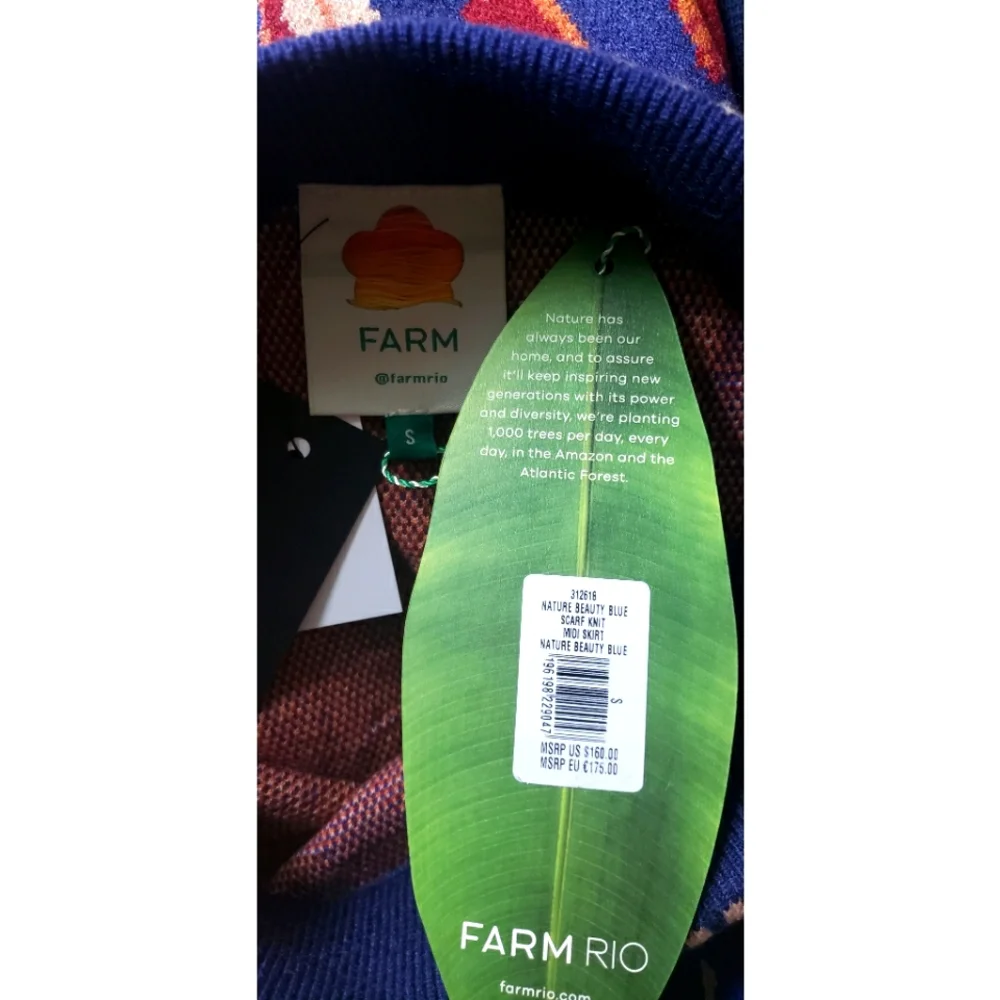 FARM
@farmrio
S
Nature has
always been our
home, and to assure
it'll keep inspiring new
generations with its power
and diversity, we're planting
1,000 trees per day, every
day, in the Amazon and the
Atlantic Forest.
312618
NATURE BEAUTY BLUE
SCARF KNIT
MIDI SKIRT
NATURE BEAUTY BLUE
196198229047
S
MSRP US $160.00
MSRP EU €175.00
FARM RIO
farmrio.com